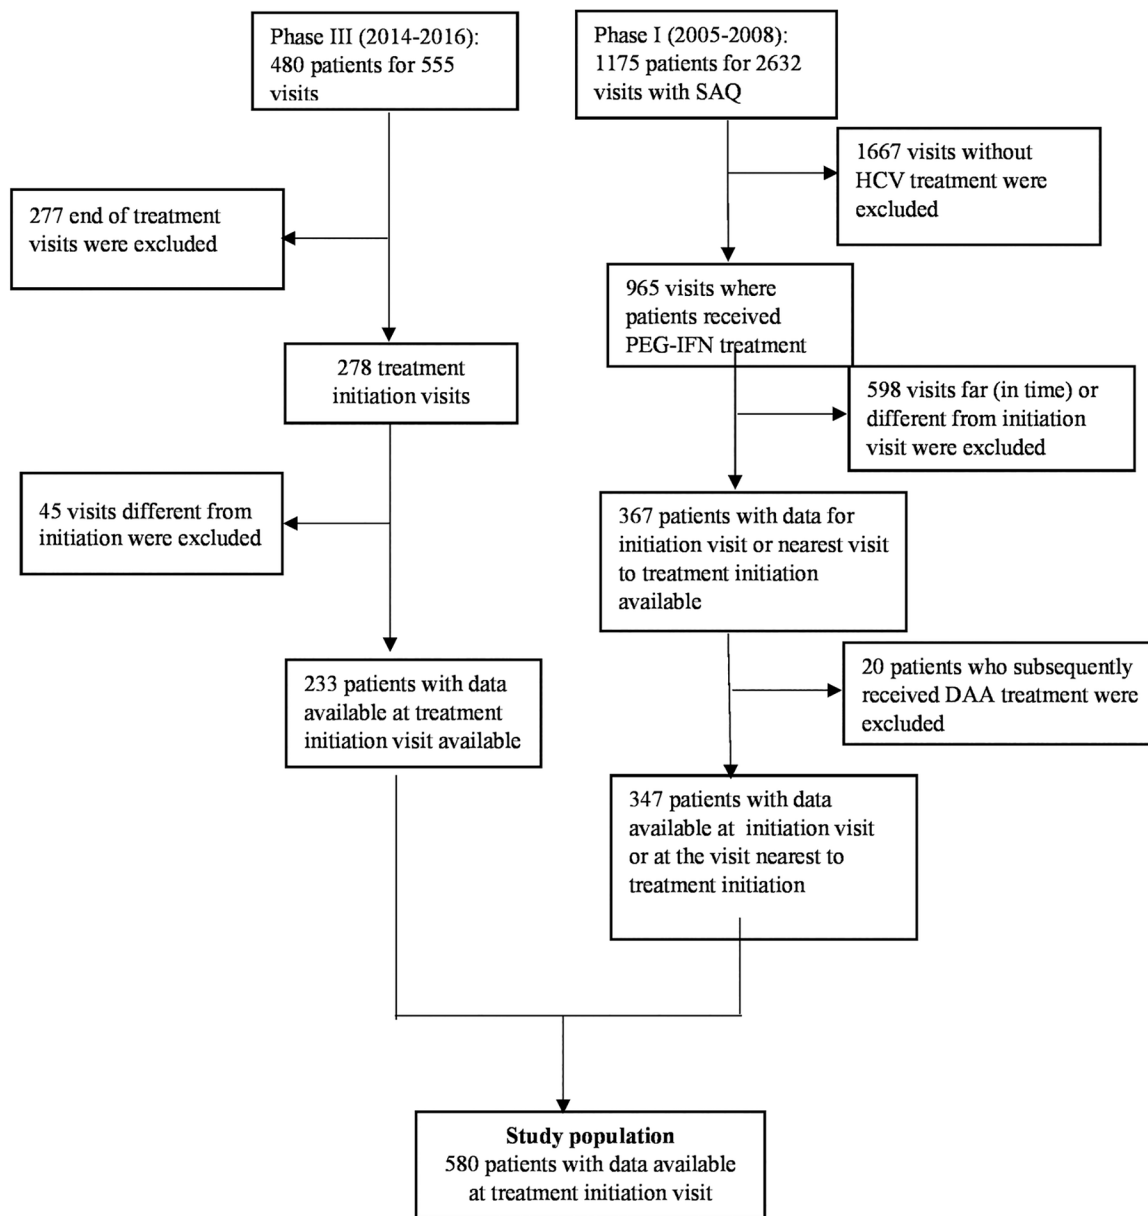 Phase III (2014-2016):
480 patients for 555
visits
Phase I (2005-2008):
1175 patients for 2632
visits with SAQ
1667 visits without
HCV treatment were
excluded
277 end of treatment
visits were excluded
965 visits where
patients received
PEG-IFN treatment
278 treatment
initiation visits
598 visits far (in time) or
different from initiation
visit were excluded
45 visits different from
initiation were excluded
367 patients with data for
initiation visit or nearest visit
to treatment initiation
available
233 patients with data
available at treatment
initiation visit available
20 patients who subsequently
received DAA treatment were
excluded
347 patients with data
available at initiation visit
or at the visit nearest to
treatment initiation
Study population
580 patients with data available
at treatment initiation visit